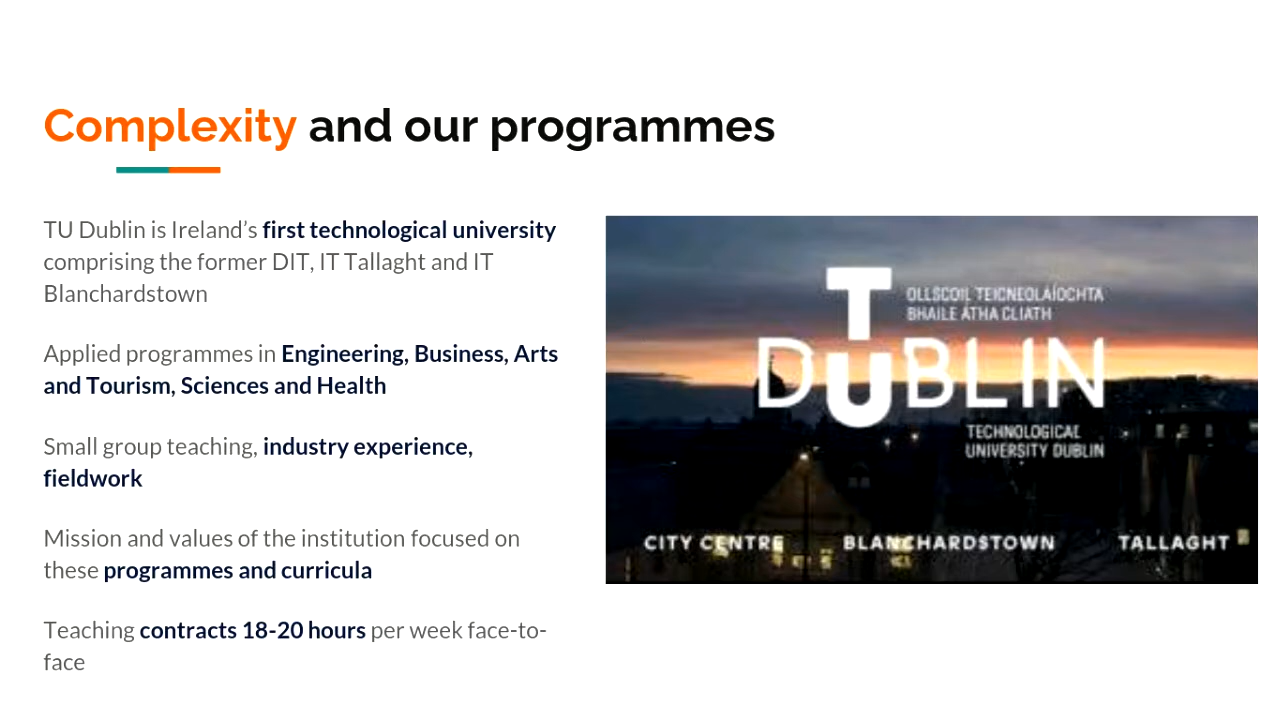 Complexity and our programmes
TU Dublin is Ireland’s first technological university
comprising the former DIT, IT Tallaght and IT
Blanchardstown
Applied programmes in Engineering, Business, Arts
and Tourism, Sciences and Health
Small group teaching, industry experience,
fieldwork
Mission and values of the institution focused on
these programmes and curricula
Teaching contracts 18-20 hours per week face-to-
face
OLLSCOIL TEICNEOLAÍOCHTA
BHAILE ÁTHA CLIATH
TU DUBLIN
TECHNOLOGICAL
UNIVERSITY DUBLIN
CITY CENTRE BLANCHARDSTOWN TALLAGHT